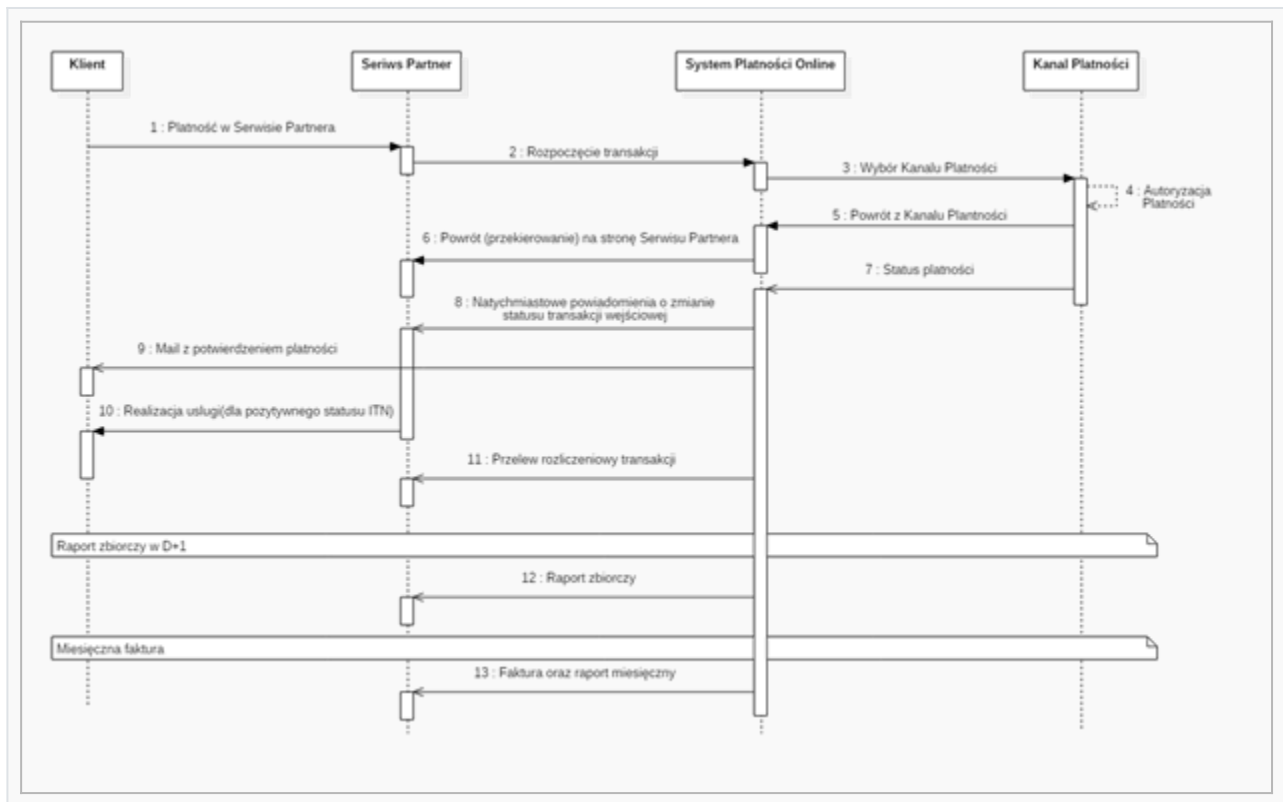 Klient
Seriws Partner
System Platności Online
Kanal Platności
1 : Platność w Serwisie Partnera
2 : Rozpoczęcie transakcji
3 : Wybór Kanalu Platności
4 : Autoryzacja
Platności
5 : Powrót z Kanalu Plantności
6 : Powrót (przekierowanie) na stronę Serwisu Partnera
7 : Status platności
8 : Natychmiastowe powiadomienia o zmianie
statusu transakcji wejściowej
9 : Mail z potwierdzeniem platności
10 : Realizacja uslugi(dla pozytywnego statusu ITN)
11 : Przelew rozliczeniowy transakcji
Raport zbiorczy w D+1
12 : Raport zbiorczy
Miesięczna faktura
13 : Faktura oraz raport miesięczny